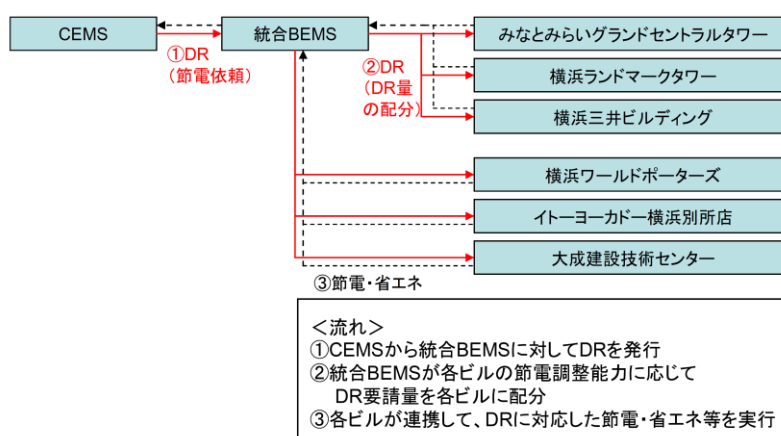 CEMS
統合BEMS
みなとみらいグランドセントラルタワー
①DR
(節電依頼)
②DR
(DR量
の配分)
横浜ランドマークタワー
横浜三井ビルディング
横浜ワールドポーターズ
イトーヨーカドー横浜別所店
大成建設技術センター
③節電・省エネ
<流れ>
①CEMSから統合BEMSに対してDRを発行
②統合BEMSが各ビルの節電調整能力に応じて
DR要請量を各ビルに配分
③各ビルが連携して、DRに対応した節電・省エネ等を実行